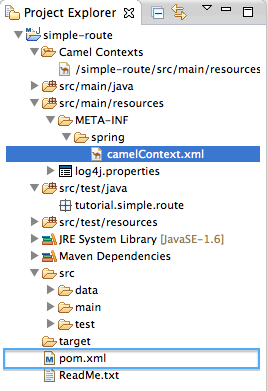 Project Explorer
simple-route
Camel Contexts
/simple-route/src/main/resources
src/main/java
src/main/resources
META-INF
spring
camelContext.xml
log4j.properties
src/test/java
tutorial.simple.route
src/test/resources
JRE System Library [JavaSE-1.6]
Maven Dependencies
src
data
main
test
target
pom.xml
ReadMe.txt